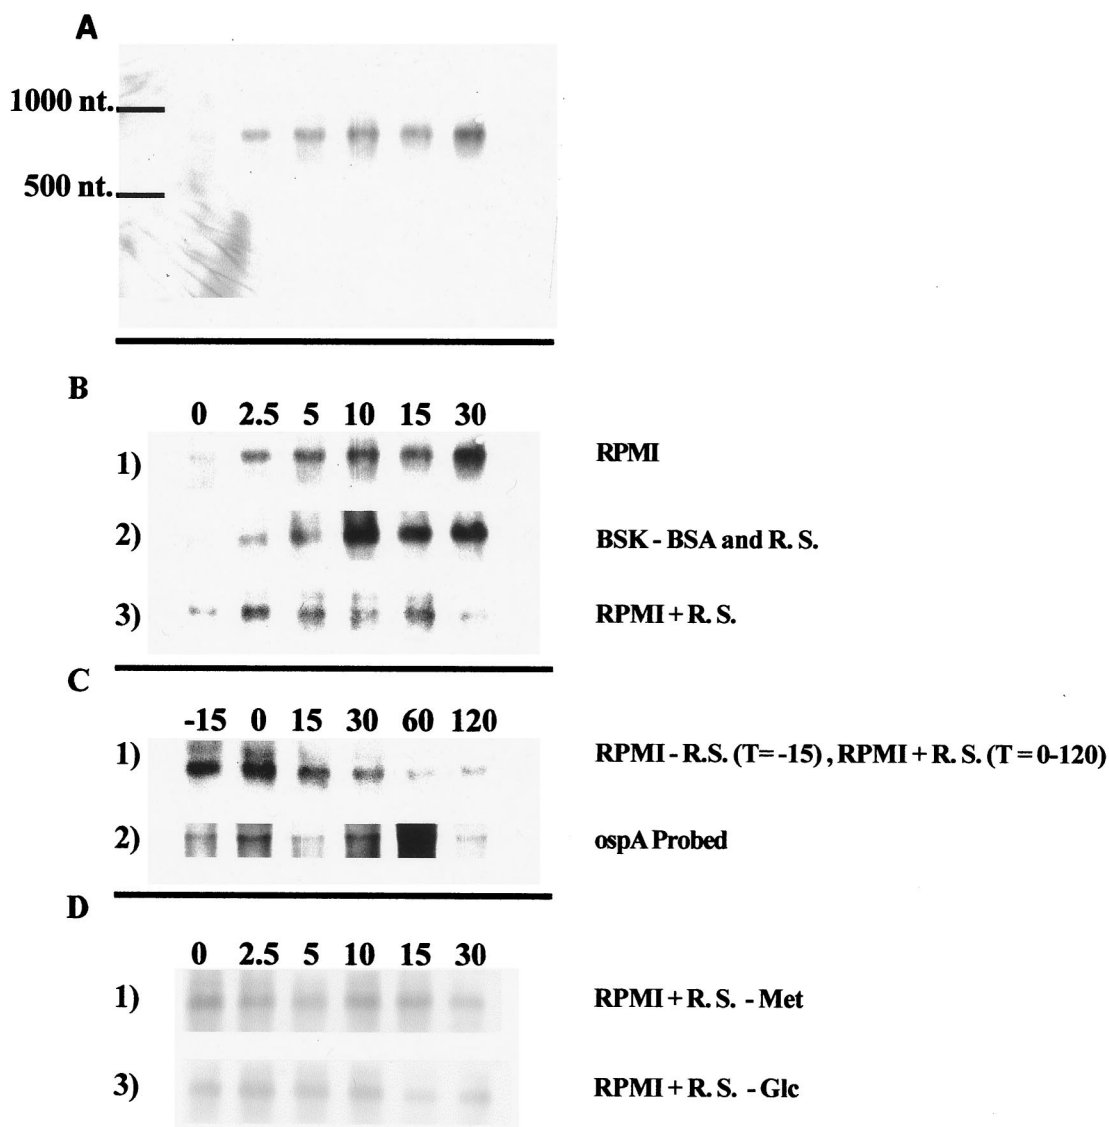 A
1000 nt.
500 nt.
B
0 2.5 5 10 15 30
1) RPMI
2) BSK - BSA and R. S.
3) RPMI + R. S.
C
-15 0 15 30 60 120
1) RPMI - R.S. (T= -15) , RPMI + R. S. (T = 0-120)
2) ospA Probed
D
0 2.5 5 10 15 30
1) RPMI + R. S. - Met
3) RPMI + R. S. - Glc